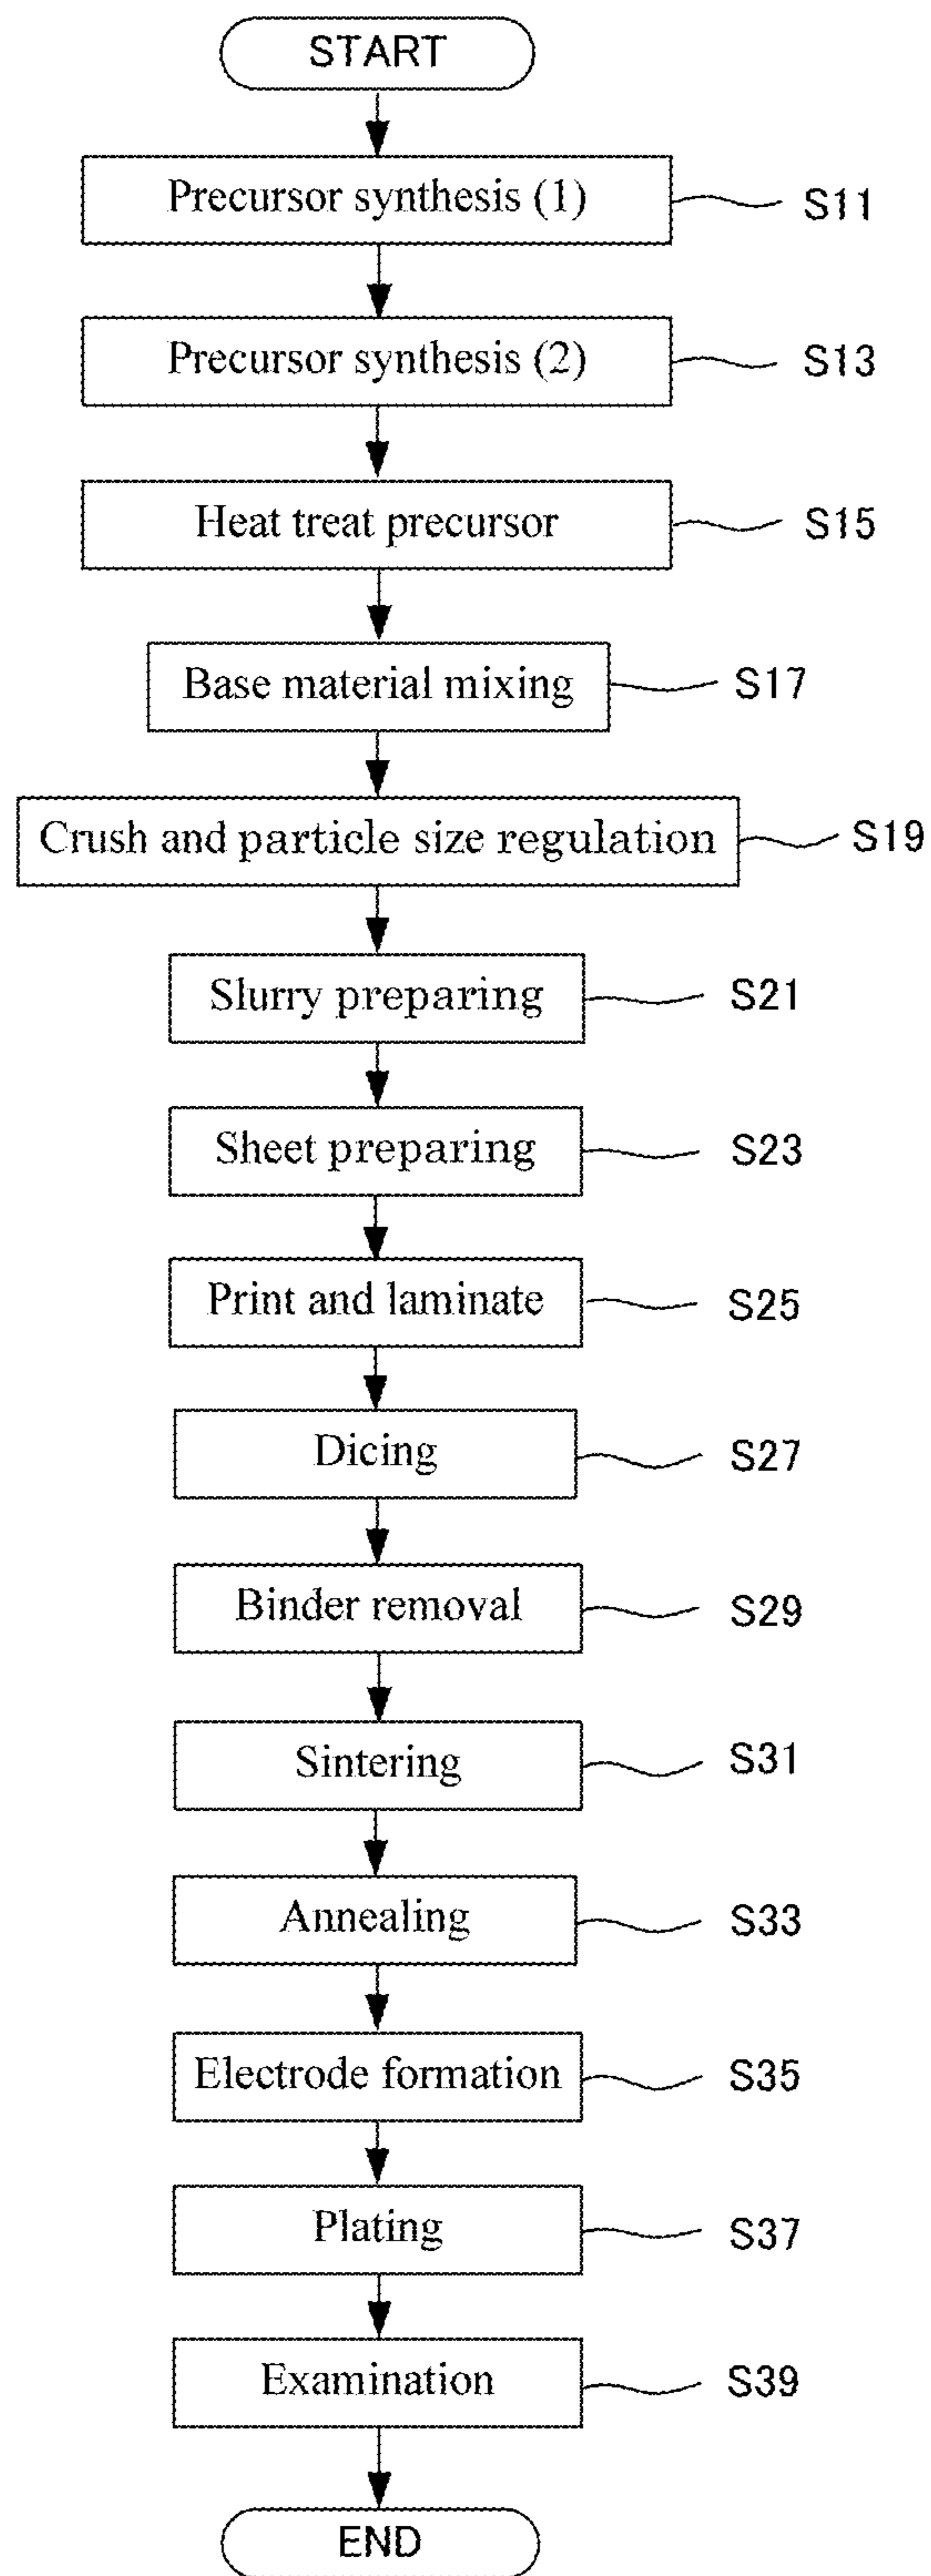 START
Precursor synthesis (1)
S11
Precursor synthesis (2)
S13
Heat treat precursor
S15
Base material mixing
S17
Crush and particle size regulation
S19
Slurry preparing
S21
Sheet preparing
S23
Print and laminate
S25
Dicing
S27
Binder removal
S29
Sintering
S31
Annealing
S33
Electrode formation
S35
Plating
S37
Examination
S39
END